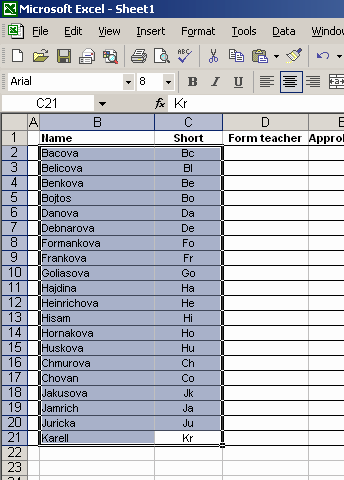 Microsoft Excel - Sheet1
File Edit View Insert Format Tools Data Window
Arial 8 B I U
C21 fx Kr
A B C D E
1 Name Short Form teacher
2 Bacova Bc
3 Belicova Bl
4 Benkova Be
5 Bojtos Bo
6 Danova Da
7 Debnarova De
8 Formankova Fo
9 Frankova Fr
10 Goliasova Go
11 Hajdina Ha
12 Heinrichova He
13 Hisam Hi
14 Hornakova Ho
15 Huskova Hu
16 Chmurova Ch
17 Chovan Co
18 Jakusova Jk
19 Jamrich Ja
20 Juricka Ju
21 Karell Kr
22
23
24